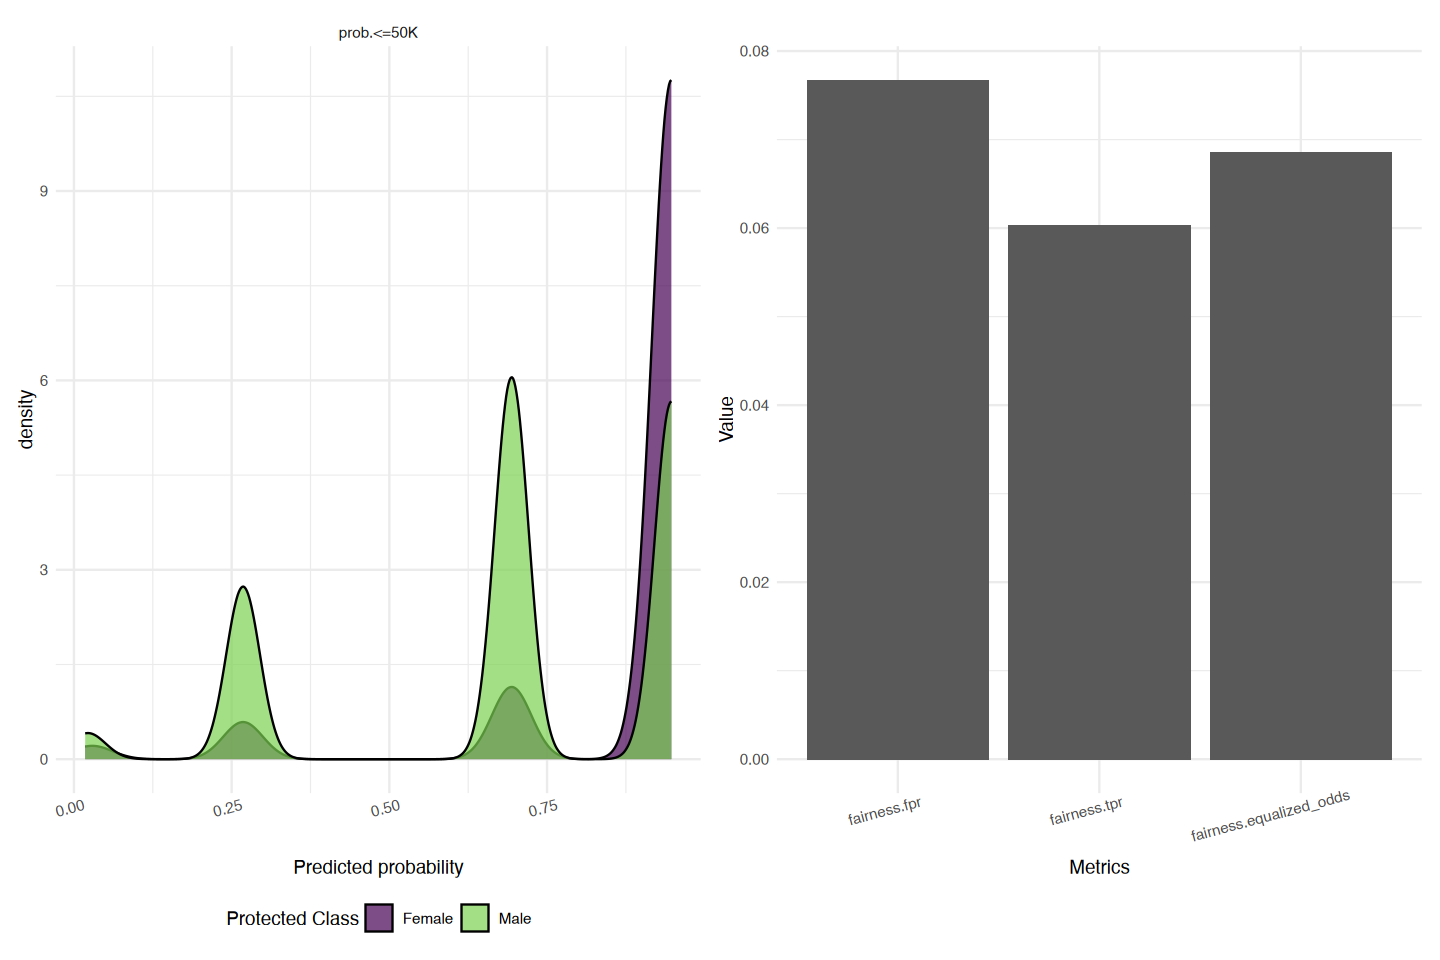 prob.<=50K
9
6
3
0
density
0.00
0.25
0.50
0.75
Predicted probability
Protected Class
Female
Male
0.08
0.06
0.04
0.02
0.00
Value
fairness.fpr
fairness.tpr
fairness.equalized_odds
Metrics